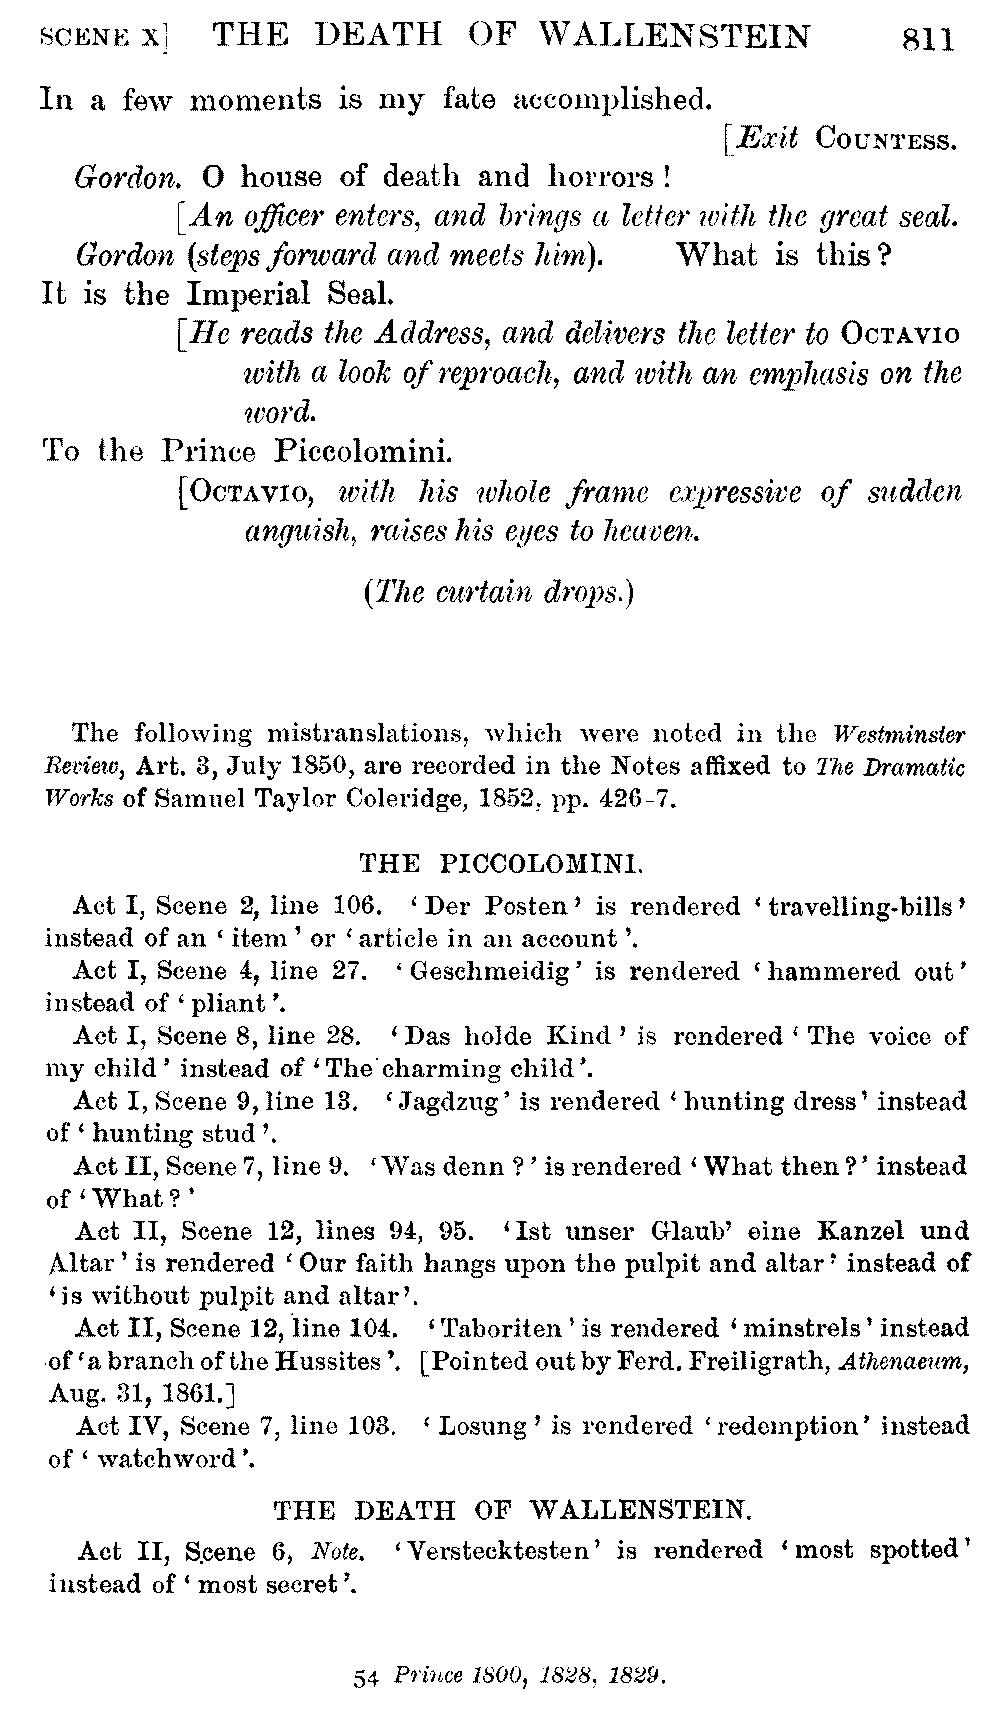 SCENE X] THE DEATH OF WALLENSTEIN 811
In a few moments is my fate accomplished.
[Exit COUNTESS.
Gordon. O house of death and horrors !
[An officer enters, and brings a letter with the great seal.
Gordon (steps forward and meets him). What is this ?
It is the Imperial Seal.
[He reads the Address, and delivers the letter to OCTAVIO
with a look of reproach, and with an emphasis on the
word.
To the Prince Piccolomini.
[OCTAVIO, with his whole frame expressive of sudden
anguish, raises his eyes to heaven.
(The curtain drops.)
The following mistranslations, which were noted in the Westminster
Review, Art. 3, July 1850, are recorded in the Notes affixed to The Dramatic
Works of Samuel Taylor Coleridge, 1852, pp. 426-7.
THE PICCOLOMINI.
Act I, Scene 2, line 106. ‘ Der Posten ’ is rendered ‘ travelling-bills ’
instead of an ‘ item ’ or ‘ article in an account ’.
Act I, Scene 4, line 27. ‘ Geschmeidig ’ is rendered ‘ hammered out ’
instead of ‘ pliant ’.
Act I, Scene 8, line 28. ‘ Das holde Kind ’ is rendered ‘ The voice of
my child ’ instead of ‘ The charming child ’.
Act I, Scene 9, line 13. ‘ Jagdzug ’ is rendered ‘ hunting dress ’ instead
of ‘ hunting stud ’.
Act II, Scene 7, line 9. ‘ Was denn ? ’ is rendered ‘ What then ? ’ instead
of ‘ What ? ’
Act II, Scene 12, lines 94, 95. ‘ Ist unser Glaub’ eine Kanzel und
Altar ’ is rendered ‘ Our faith hangs upon the pulpit and altar ’ instead of
‘ is without pulpit and altar ’.
Act II, Scene 12, line 104. ‘ Taboriten ’ is rendered ‘ minstrels ’ instead
of ‘ a branch of the Hussites ’. [Pointed out by Ferd. Freiligrath, Athenaeum,
Aug. 31, 1861.]
Act IV, Scene 7, line 103. ‘ Losung ’ is rendered ‘ redemption ’ instead
of ‘ watchword ’.
THE DEATH OF WALLENSTEIN.
Act II, Scene 6, Note. ‘ Verstecktesten ’ is rendered ‘ most spotted ’
instead of ‘ most secret ’.
54 Prince 1800, 1828, 1829.